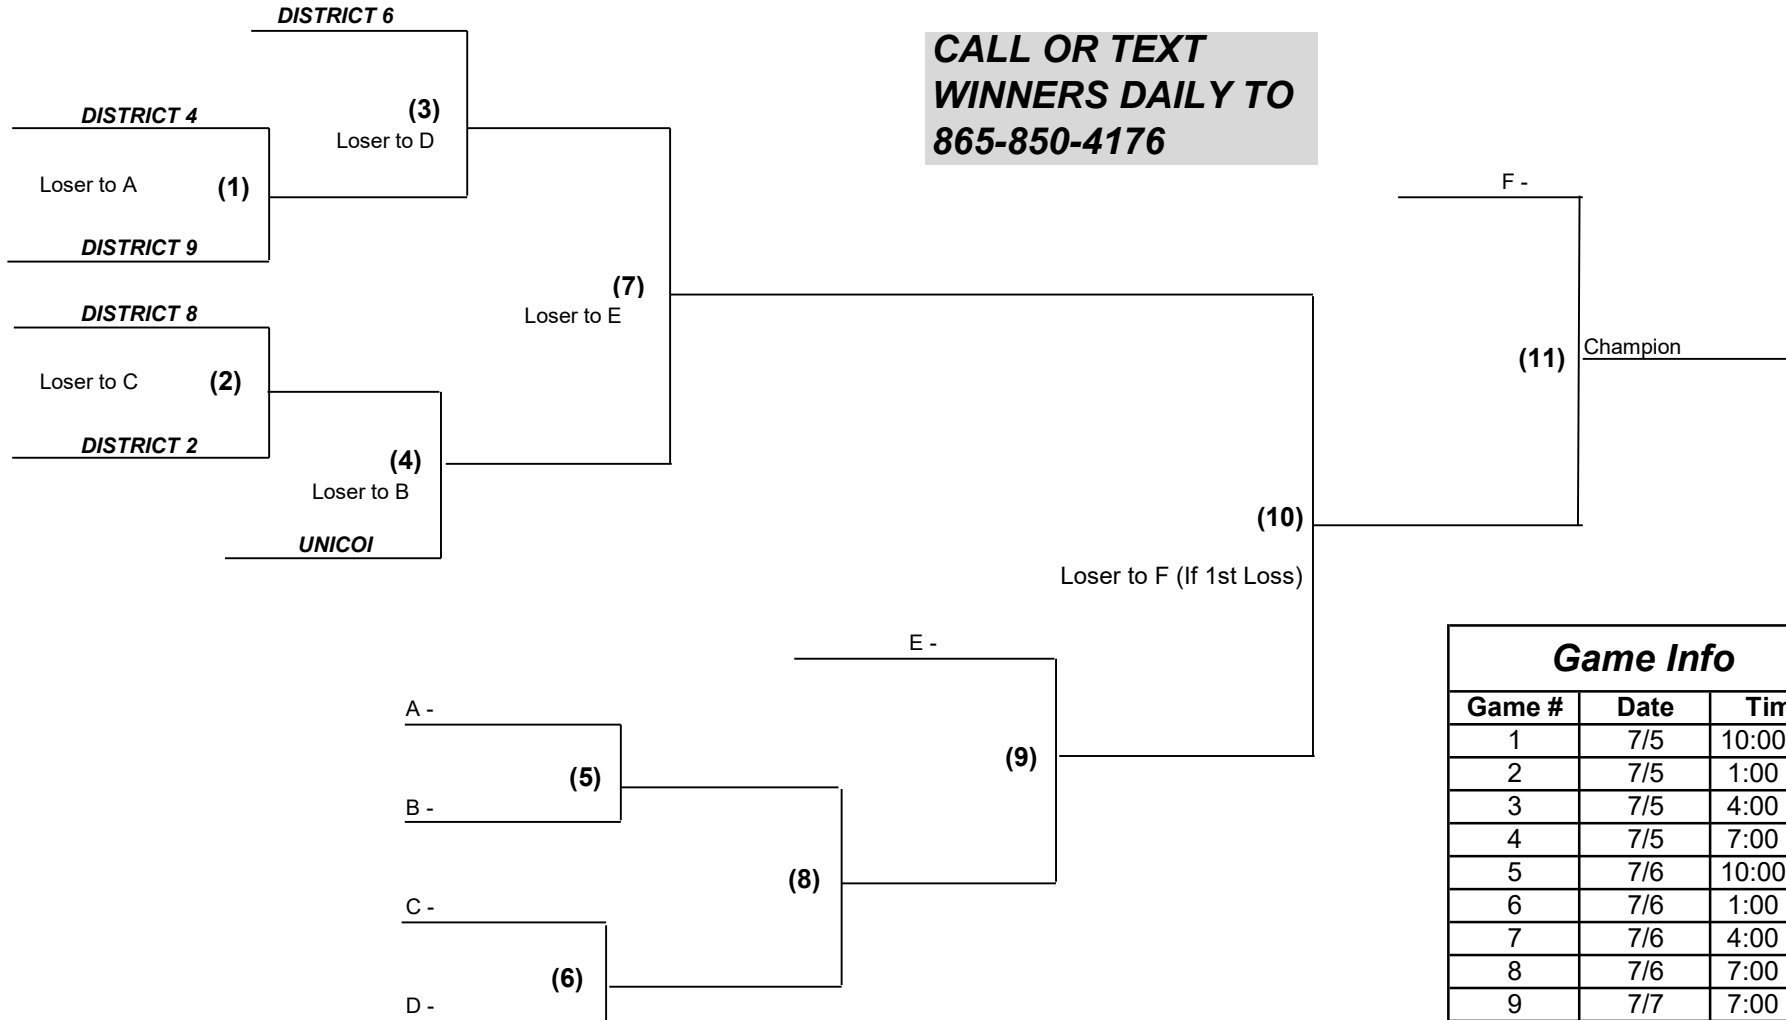 DISTRICT 6
CALL OR TEXT
WINNERS DAILY TO
865-850-4176
(3)
Loser to D
DISTRICT 4
Loser to A (1)
DISTRICT 9
F -
(7)
Loser to E
DISTRICT 8
Loser to C (2)
DISTRICT 2
(11) Champion
(4)
Loser to B
UNICOI
(10)
Loser to F (If 1st Loss)
E -
A -
(5)
B -
(9)
(8)
C -
(6)
D -
Game Info
Game # Date Tim
1 7/5 10:00
2 7/5 1:00
3 7/5 4:00
4 7/5 7:00
5 7/6 10:00
6 7/6 1:00
7 7/6 4:00
8 7/6 7:00
9 7/7 7:00